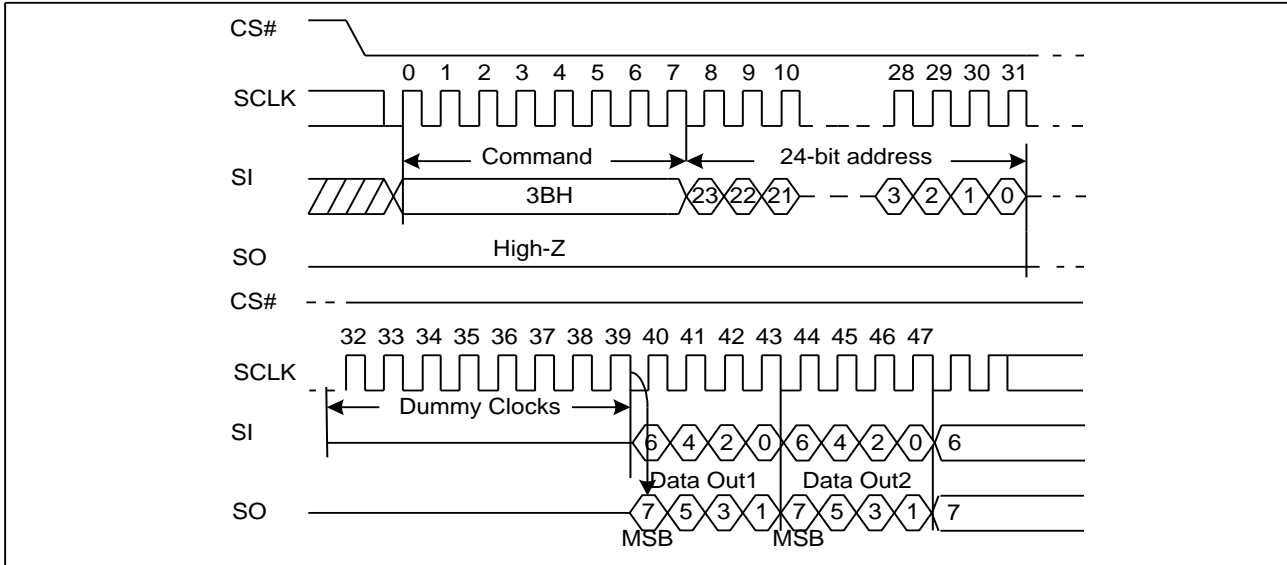 CS#
0 1 2 3 4 5 6 7 8 9 10 28 29 30 31
SCLK
Command 24-bit address
SI
3BH 23 22 21 3 2 1 0
High-Z
SO
CS#
32 33 34 35 36 37 38 39 40 41 42 43 44 45 46 47
SCLK
Dummy Clocks
SI
6 4 2 0 6 4 2 0 6
Data Out1 Data Out2
SO
7 5 3 1 7 5 3 1 7
MSB MSB